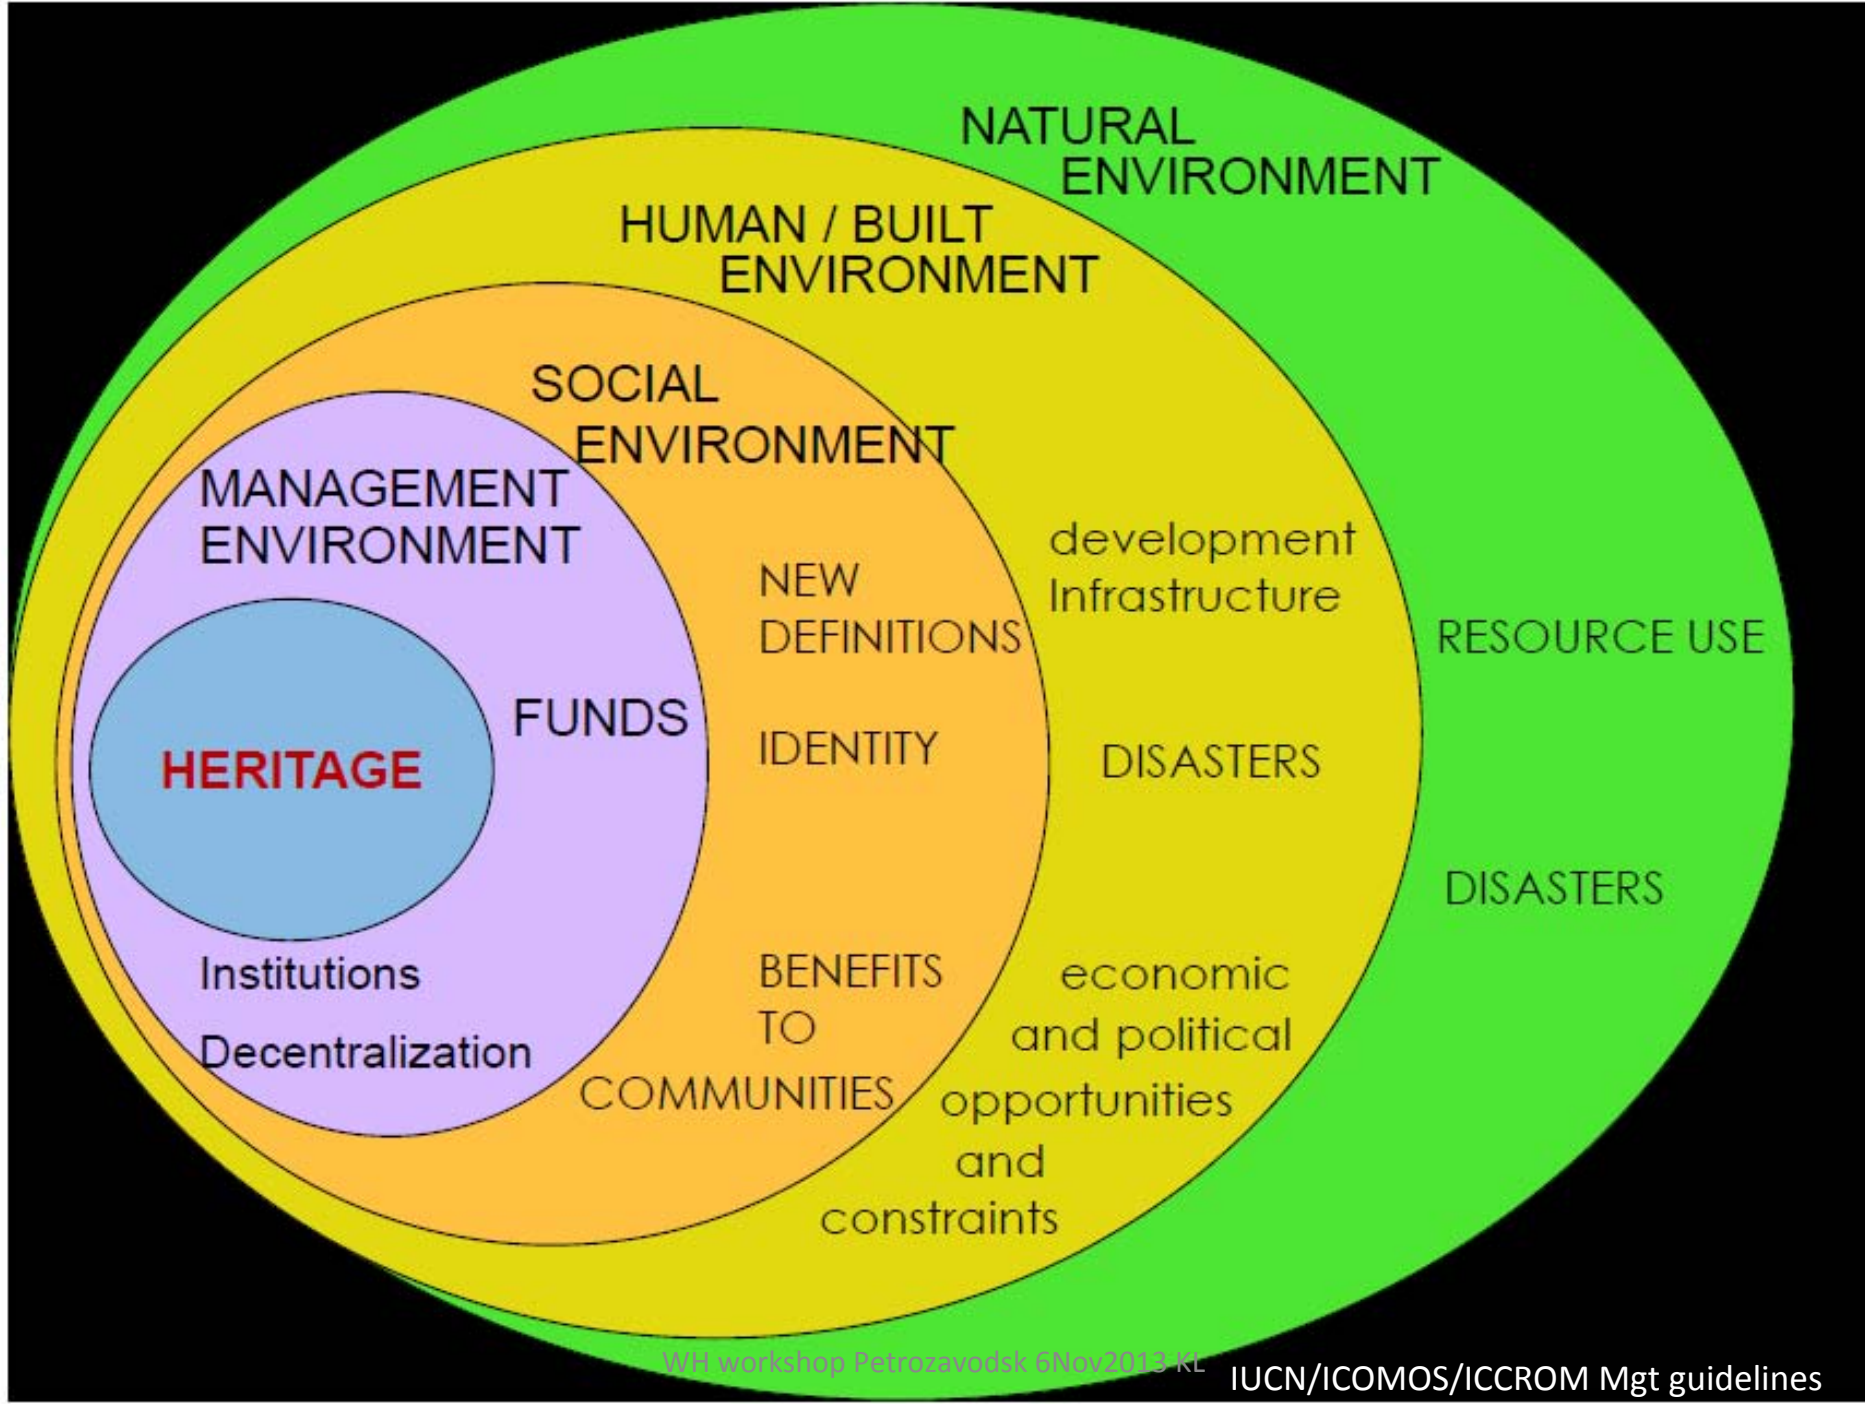 NATURAL
ENVIRONMENT
HUMAN / BUILT
ENVIRONMENT
SOCIAL
ENVIRONMENT
MANAGEMENT
ENVIRONMENT
HERITAGE
FUNDS
Institutions
Decentralization
NEW
DEFINITIONS
IDENTITY
BENEFITS
TO
COMMUNITIES
development
Infrastructure
DISASTERS
economic
and political
opportunities
and
constraints
RESOURCE USE
DISASTERS
WH workshop Petrozavodsk 6Nov2013 KL
IUCN/ICOMOS/ICCROM Mgt guidelines